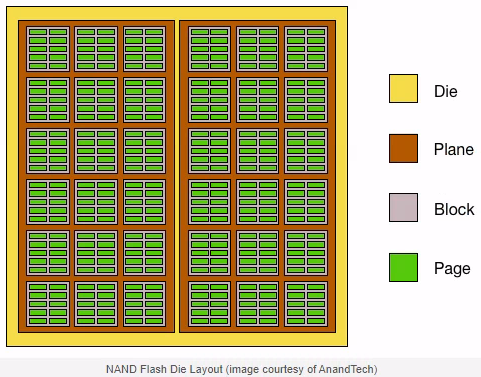 Die
Plane
Block
Page
NAND Flash Die Layout (image courtesy of AnandTech)